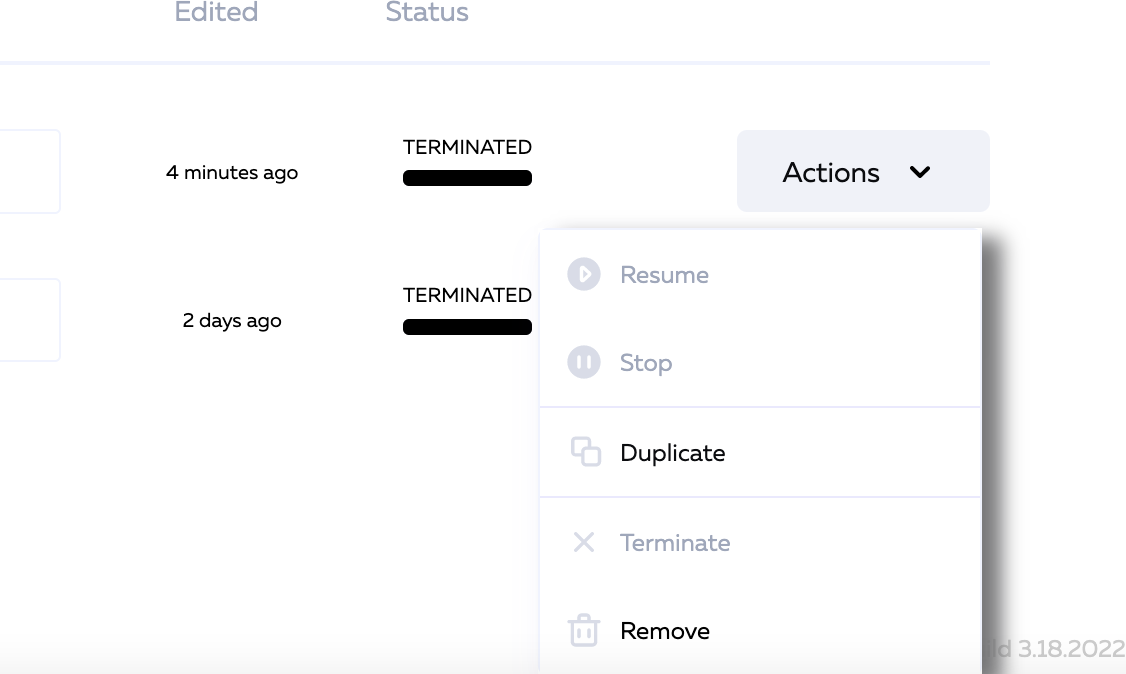 Edited Status
TERMINATED
4 minutes ago
Actions
TERMINATED
2 days ago
Resume
Stop
Duplicate
Terminate
Remove
3.18.2022